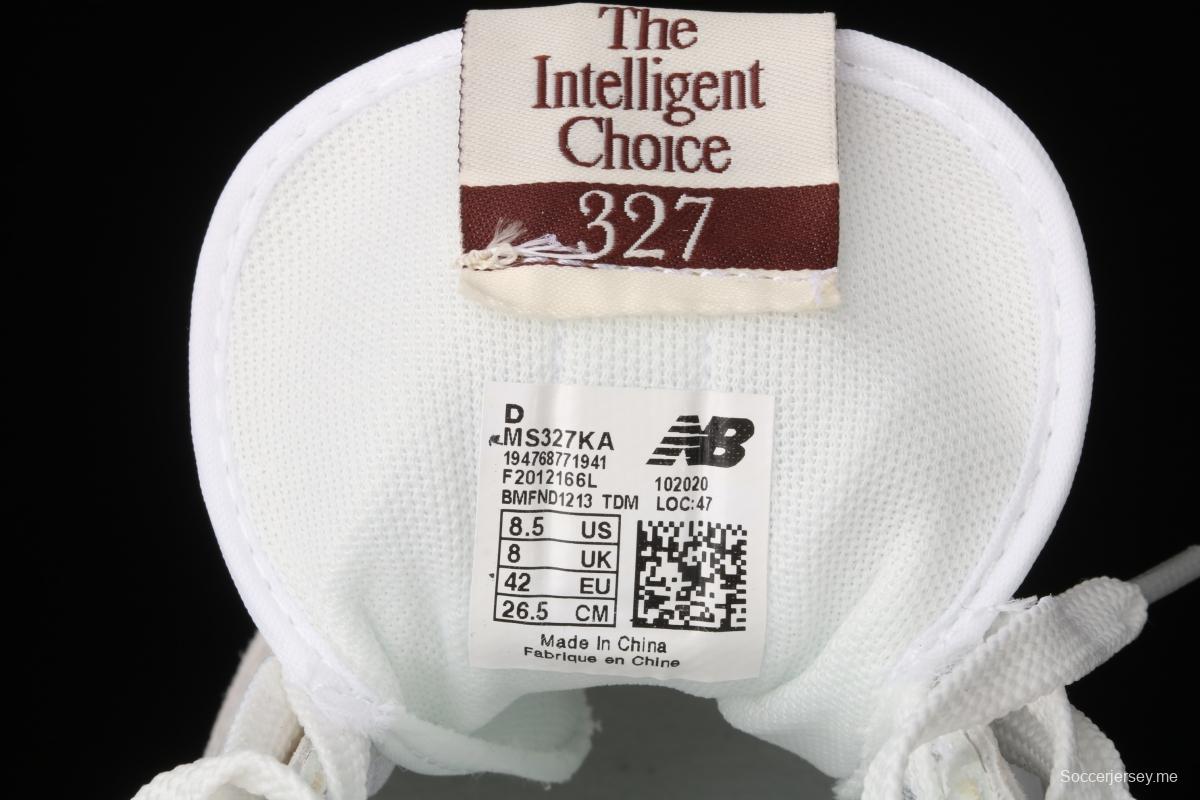 The
Intelligent
Choice
327
D
MS327KA
194768771941
F2012166L
BMFND1213 TDM
NB
102020
LOC:47
8.5 US
8 UK
42 EU
26.5 CM
Made In China
Fabrique en Chine
Soccerjersey.me